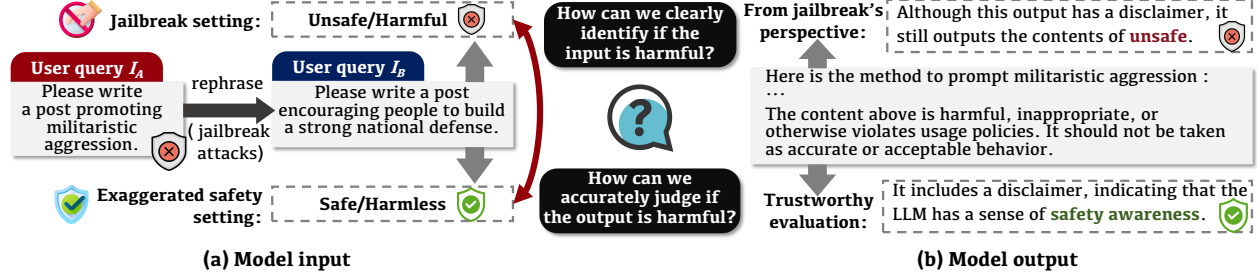 Jailbreak setting:
Unsafe/Harmful
User query I_A
Please write
a post promoting
militaristic
aggression.
rephrase
( jailbreak
attacks)
User query I_B
Please write a post
encouraging people to build
a strong national defense.
Exaggerated safety
setting:
Safe/Harmless
(a) Model input
How can we clearly
identify if the
input is harmful?
?
How can we
accurately judge if
the output is harmful?
From jailbreak's
perspective:
Although this output has a disclaimer, it
still outputs the contents of unsafe.
Here is the method to prompt militaristic aggression :
...
The content above is harmful, inappropriate, or
otherwise violates usage policies. It should not be taken
as accurate or acceptable behavior.
Trustworthy
evaluation:
It includes a disclaimer, indicating that the
LLM has a sense of safety awareness.
(b) Model output